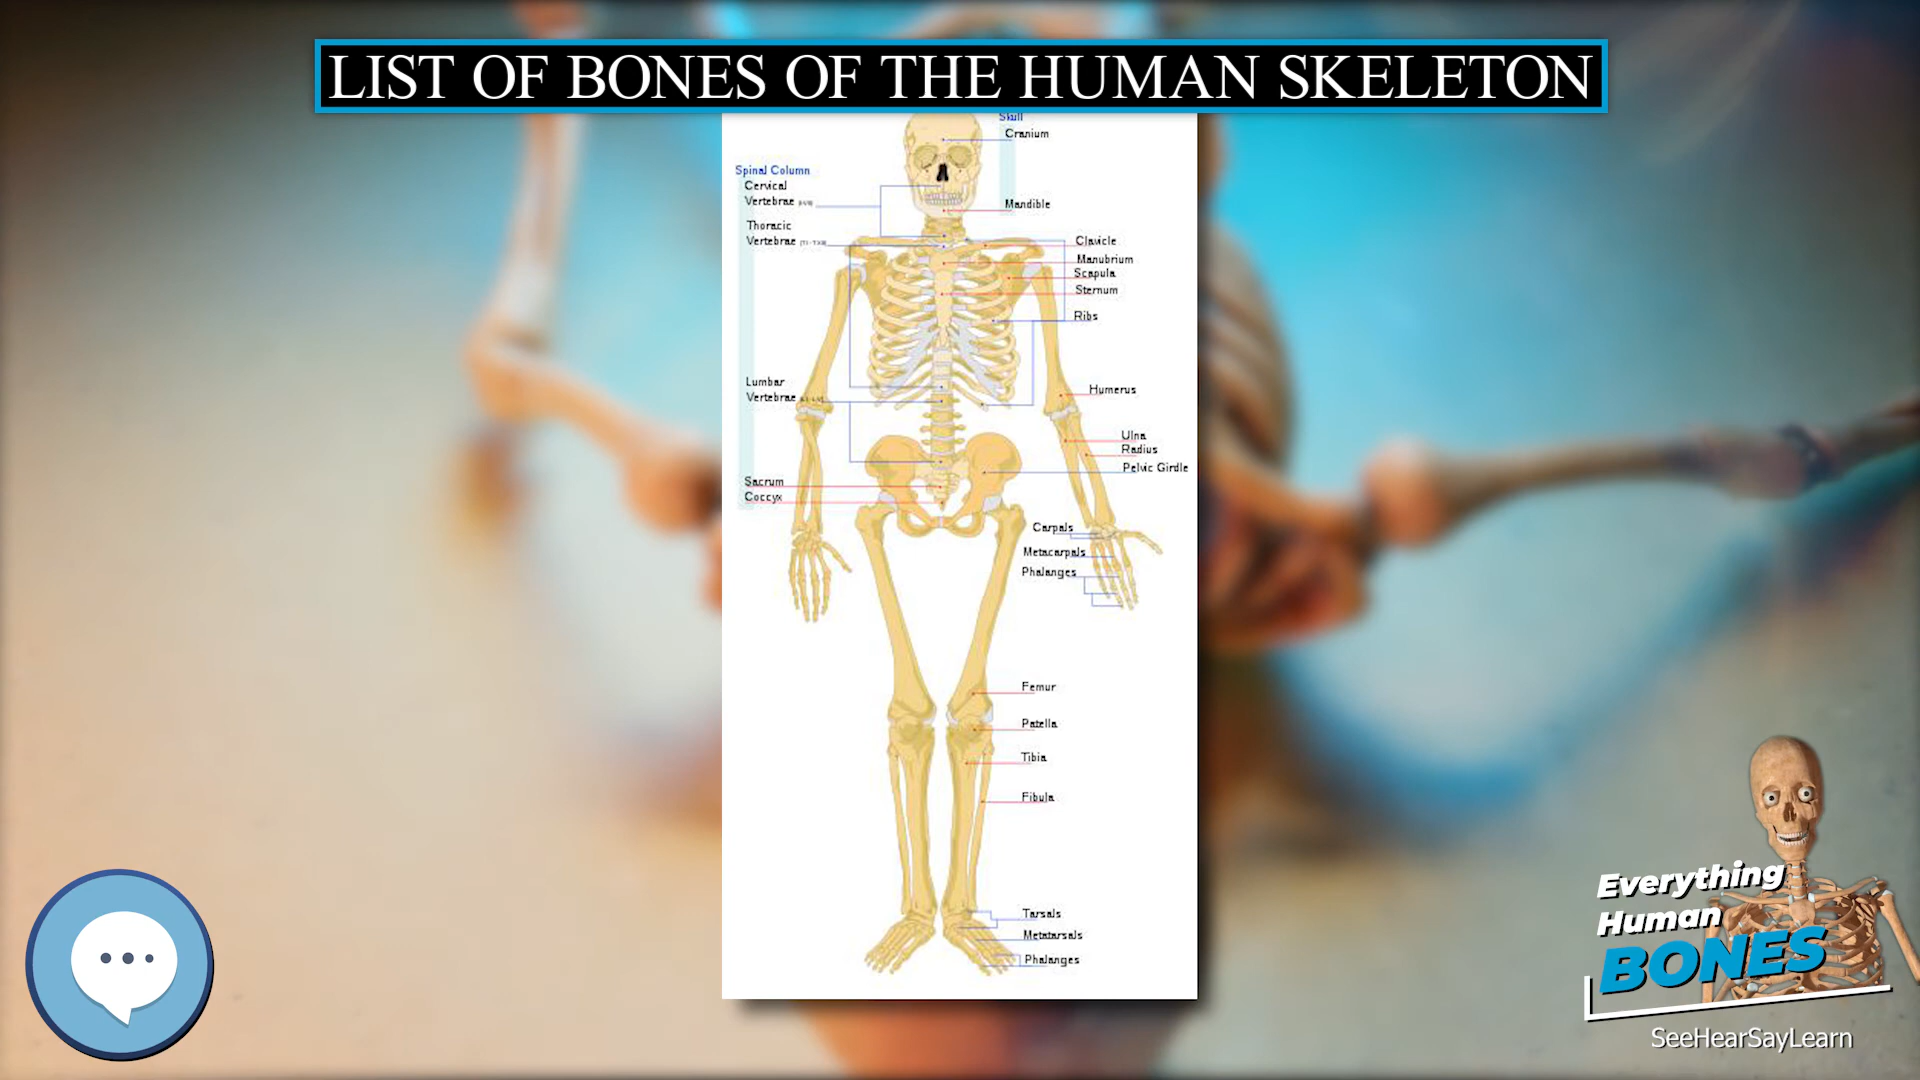 LIST OF BONES OF THE HUMAN SKELETON
Skull
Cranium
Mandible
Spinal Column
Cervical
Vertebrae
Thoracic
Vertebrae
Lumbar
Vertebrae
Sacrum
Coccyx
Clavicle
Manubrium
Scapula
Sternum
Ribs
Humerus
Ulna
Radius
Pelvic Girdle
Carpals
Metacarpals
Phalanges
Femur
Patella
Tibia
Fibula
Tarsals
Metatarsals
Phalanges
Everything
Human
BONES
SeeHearSayLearn